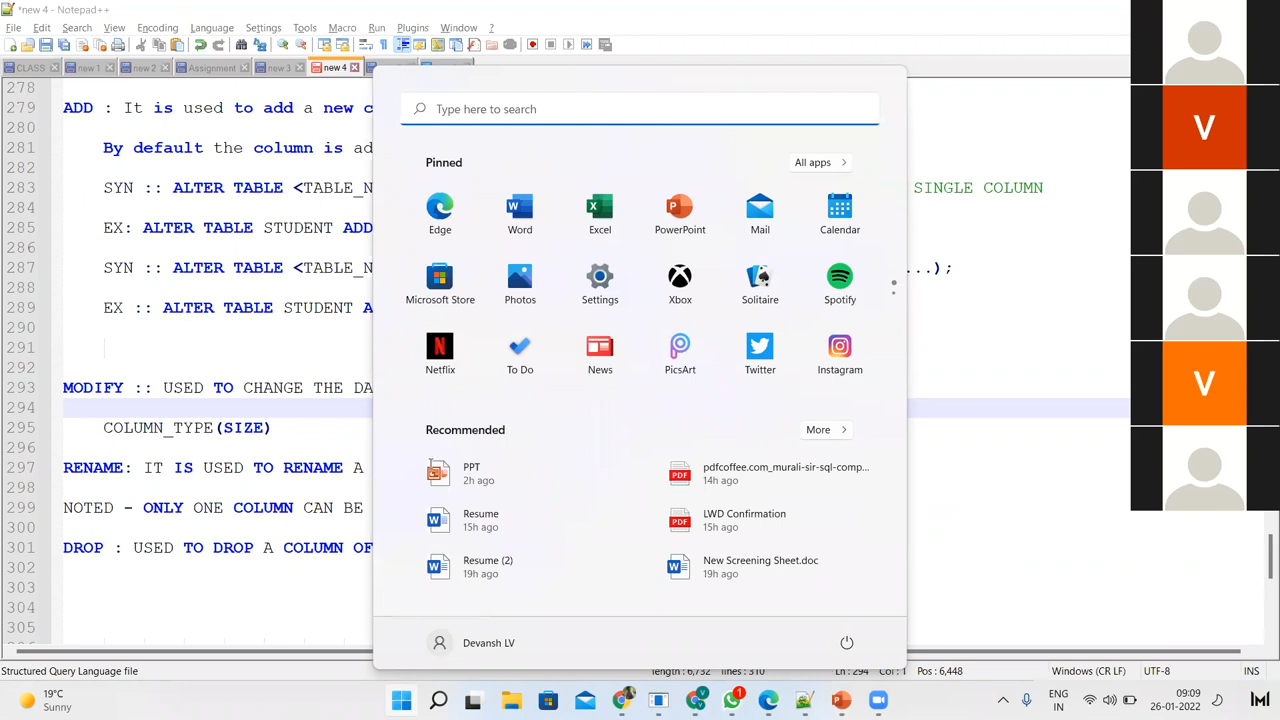 *new 4 - Notepad++
File Edit Search View Encoding Language Settings Tools Macro Run Plugins Window ?
CLASS new 1 new 2 Assignment new 3 new 4
278
279 ADD : It is used to add a new c
280
281 By default the column is ad
282
283 SYN :: ALTER TABLE <TABLE_N SINGLE COLUMN
284
285 EX: ALTER TABLE STUDENT ADD
286
287 SYN :: ALTER TABLE <TABLE_N ...);
288
289 EX :: ALTER TABLE STUDENT A
290
291
292
293 MODIFY :: USED TO CHANGE THE DA
294
295 COLUMN_TYPE(SIZE)
296
297 RENAME: IT IS USED TO RENAME A
298
299 NOTED - ONLY ONE COLUMN CAN BE
300
301 DROP : USED TO DROP A COLUMN OF
302
303
304
305
Type here to search
Pinned All apps
Edge Word Excel PowerPoint Mail Calendar
Microsoft Store Photos Settings Xbox Solitaire Spotify
Netflix To Do News PicsArt Twitter Instagram
Recommended More
PPT
2h ago
pdfcoffee.com_murali-sir-sql-comp...
14h ago
Resume
15h ago
LWD Confirmation
15h ago
Resume (2)
19h ago
New Screening Sheet.doc
19h ago
Devansh LV
V
V
Structured Query Language file length : 6,732 lines : 310 Ln : 294 Col : 1 Pos : 6,448 Windows (CR LF) UTF-8 INS
19°C
Sunny
1
ENG
IN
09:09
26-01-2022